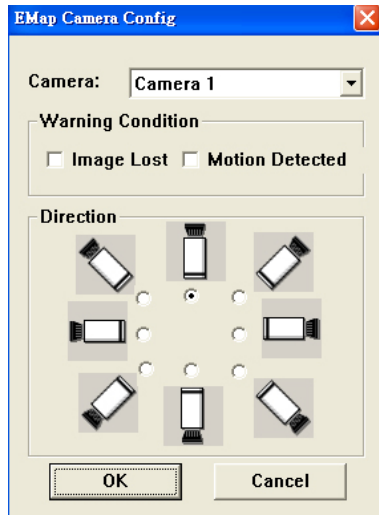 EMap Camera Config
Camera: Camera 1
Warning Condition
Image Lost Motion Detected
Direction
OK Cancel